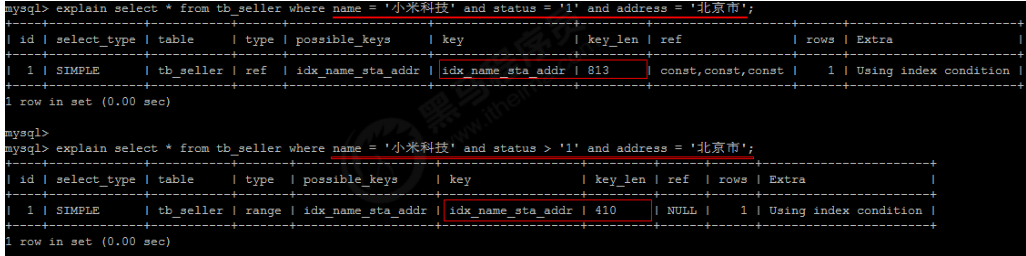 mysql> explain select * from tb_seller where name = '小米科技' and status = '1' and address = '北京市';
| id | select_type | table | type | possible_keys | key | key_len | ref | rows | Extra |
| 1 | SIMPLE | tb_seller | ref | idx_name_sta_addr | idx_name_sta_addr | 813 | const,const,const | 1 | Using index condition |
1 row in set (0.00 sec)
mysql>
mysql> explain select * from tb_seller where name = '小米科技' and status > '1' and address = '北京市';
| id | select_type | table | type | possible_keys | key | key_len | ref | rows | Extra |
| 1 | SIMPLE | tb_seller | range | idx_name_sta_addr | idx_name_sta_addr | 410 | NULL | 1 | Using index condition |
1 row in set (0.00 sec)